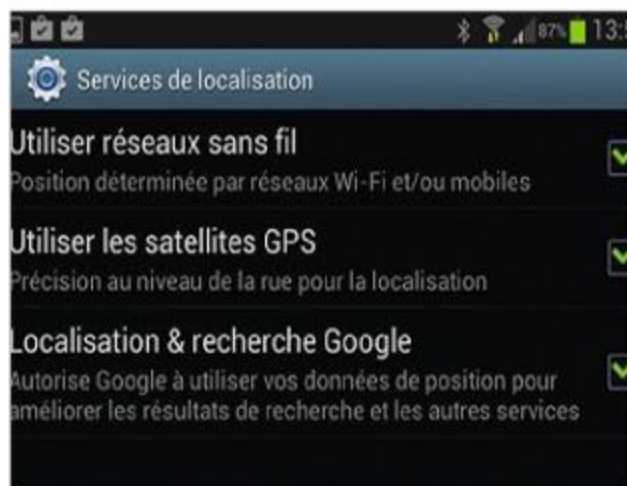 87%
Services de localisation
Utiliser réseaux sans fil
Position déterminée par réseaux Wi-Fi et/ou mobiles
Utiliser les satellites GPS
Précision au niveau de la rue pour la localisation
Localisation & recherche Google
Autorise Google à utiliser vos données de position pour
améliorer les résultats de recherche et les autres services